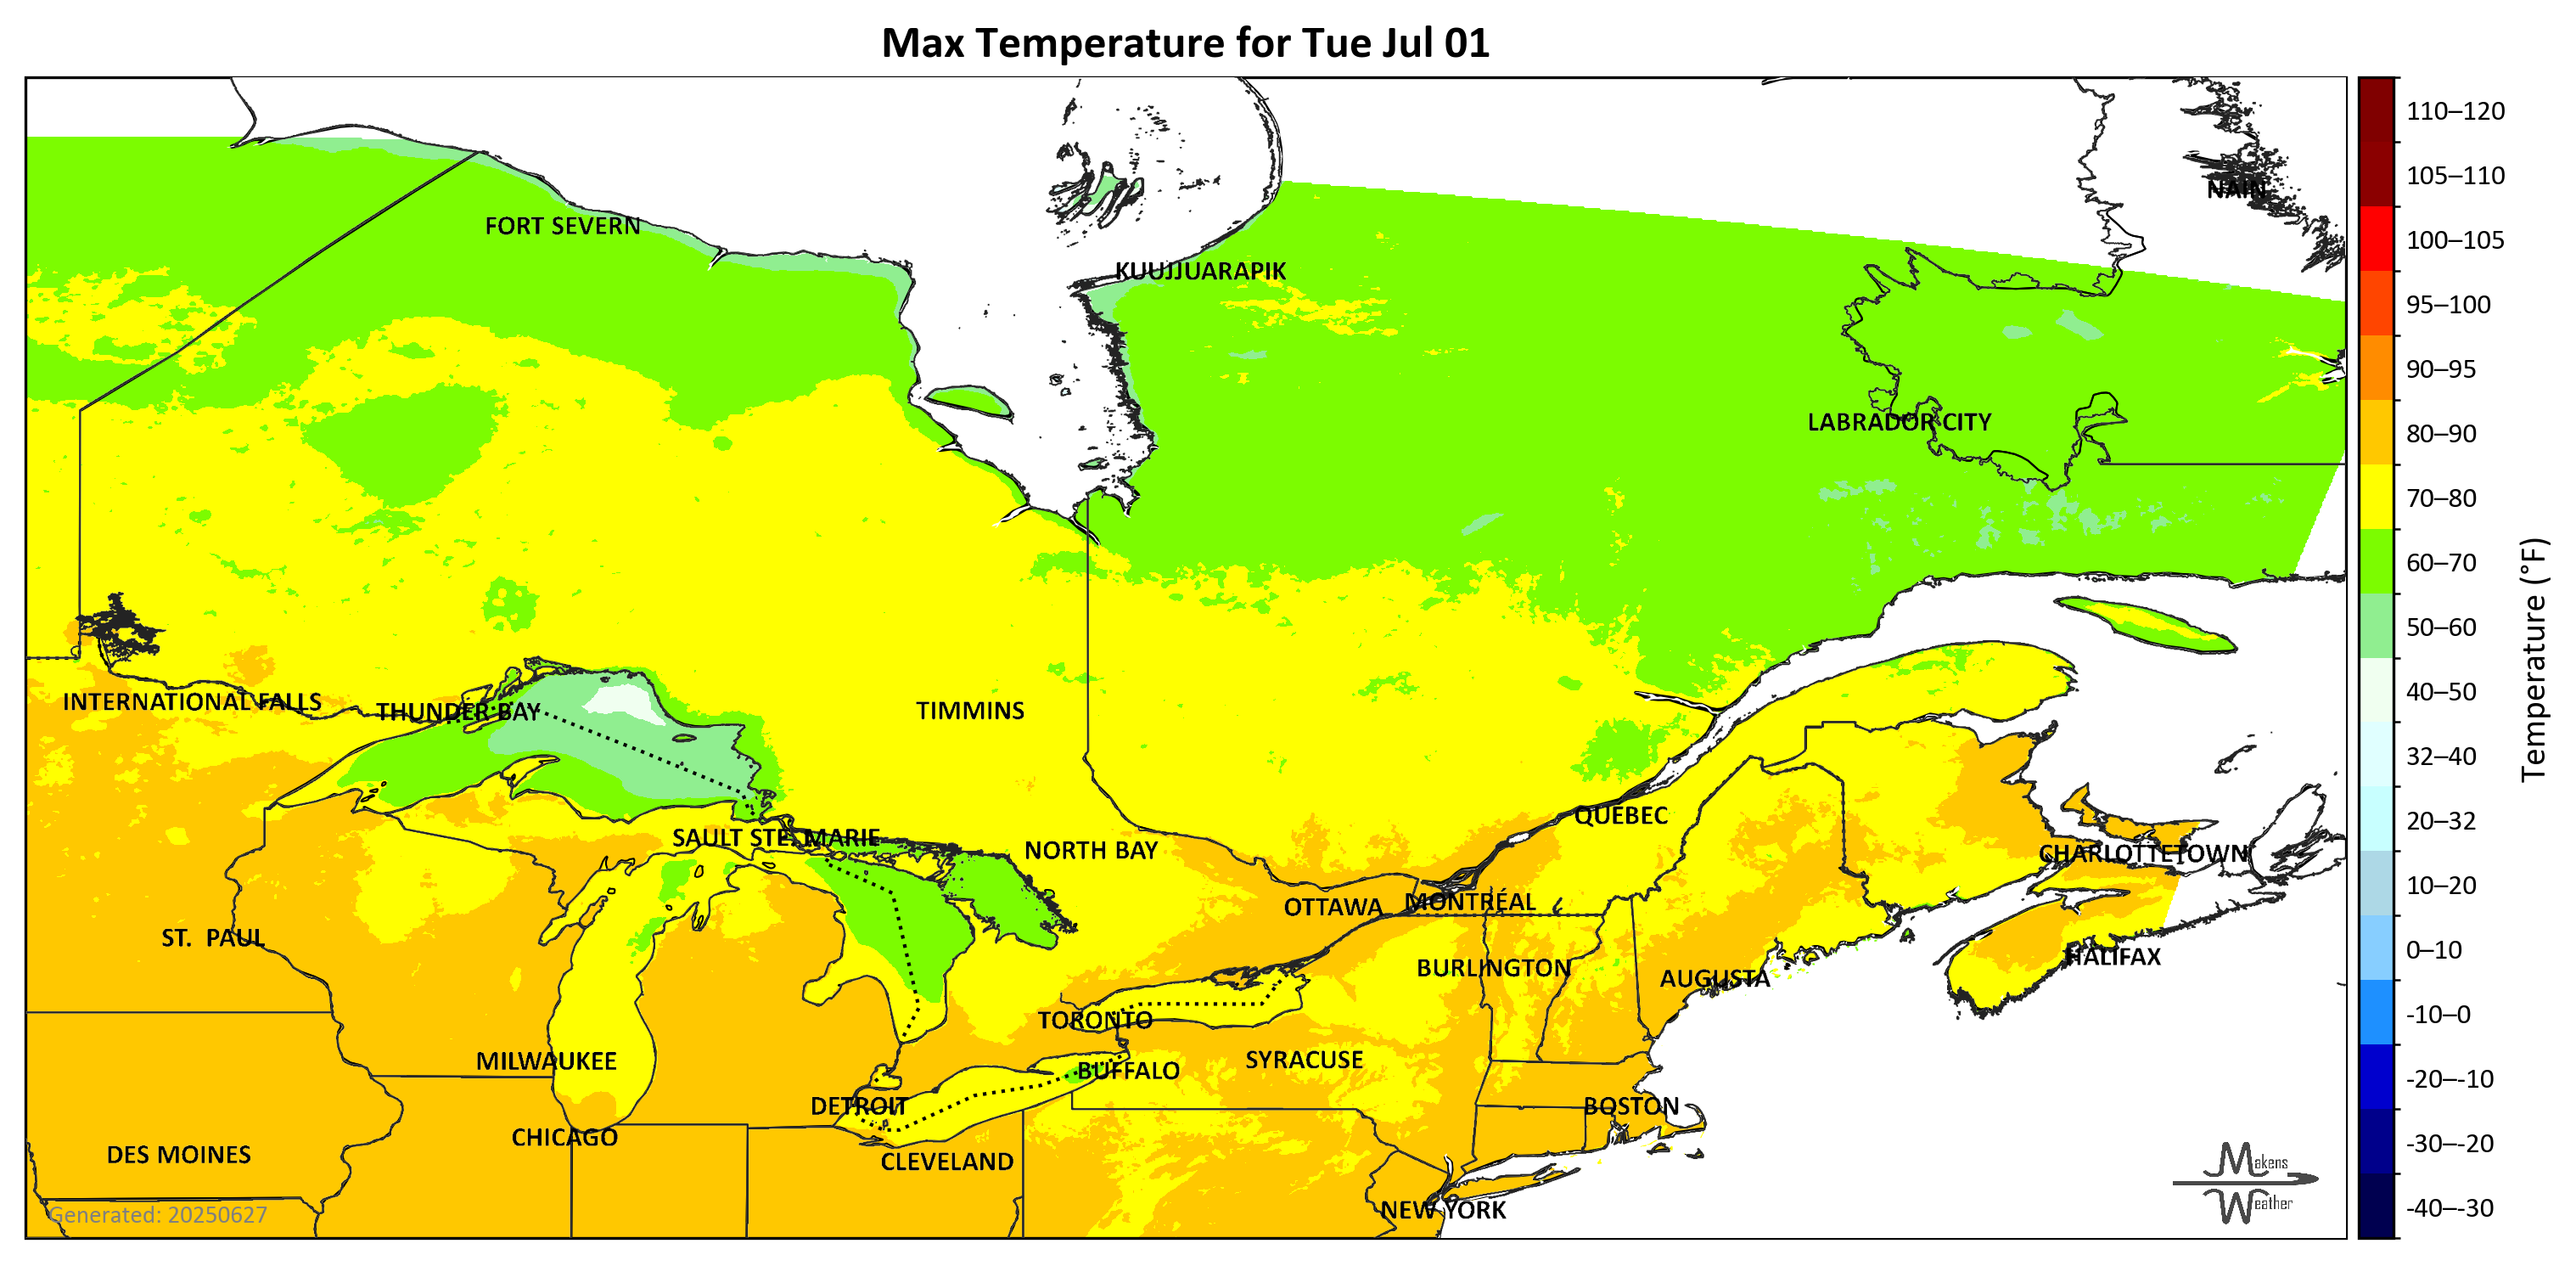 Max Temperature for Tue Jul 01
NAIN
FORT SEVERN
KUUJJUARAPIK
LABRADOR CITY
INTERNATIONAL FALLS
THUNDER BAY
TIMMINS
QUEBEC
SAULT STE. MARIE
NORTH BAY
CHARLOTTETOWN
OTTAWA
MONTRÉAL
ST. PAUL
HALIFAX
BURLINGTON
AUGUSTA
TORONTO
MILWAUKEE
SYRACUSE
BUFFALO
DETROIT
BOSTON
CHICAGO
DES MOINES
CLEVELAND
NEW YORK
Generated: 20250627
Makens
Weather
110–120
105–110
100–105
95–100
90–95
80–90
70–80
60–70
50–60
40–50
32–40
20–32
10–20
0–10
-10–0
-20–-10
-30–-20
-40–-30
Temperature (°F)